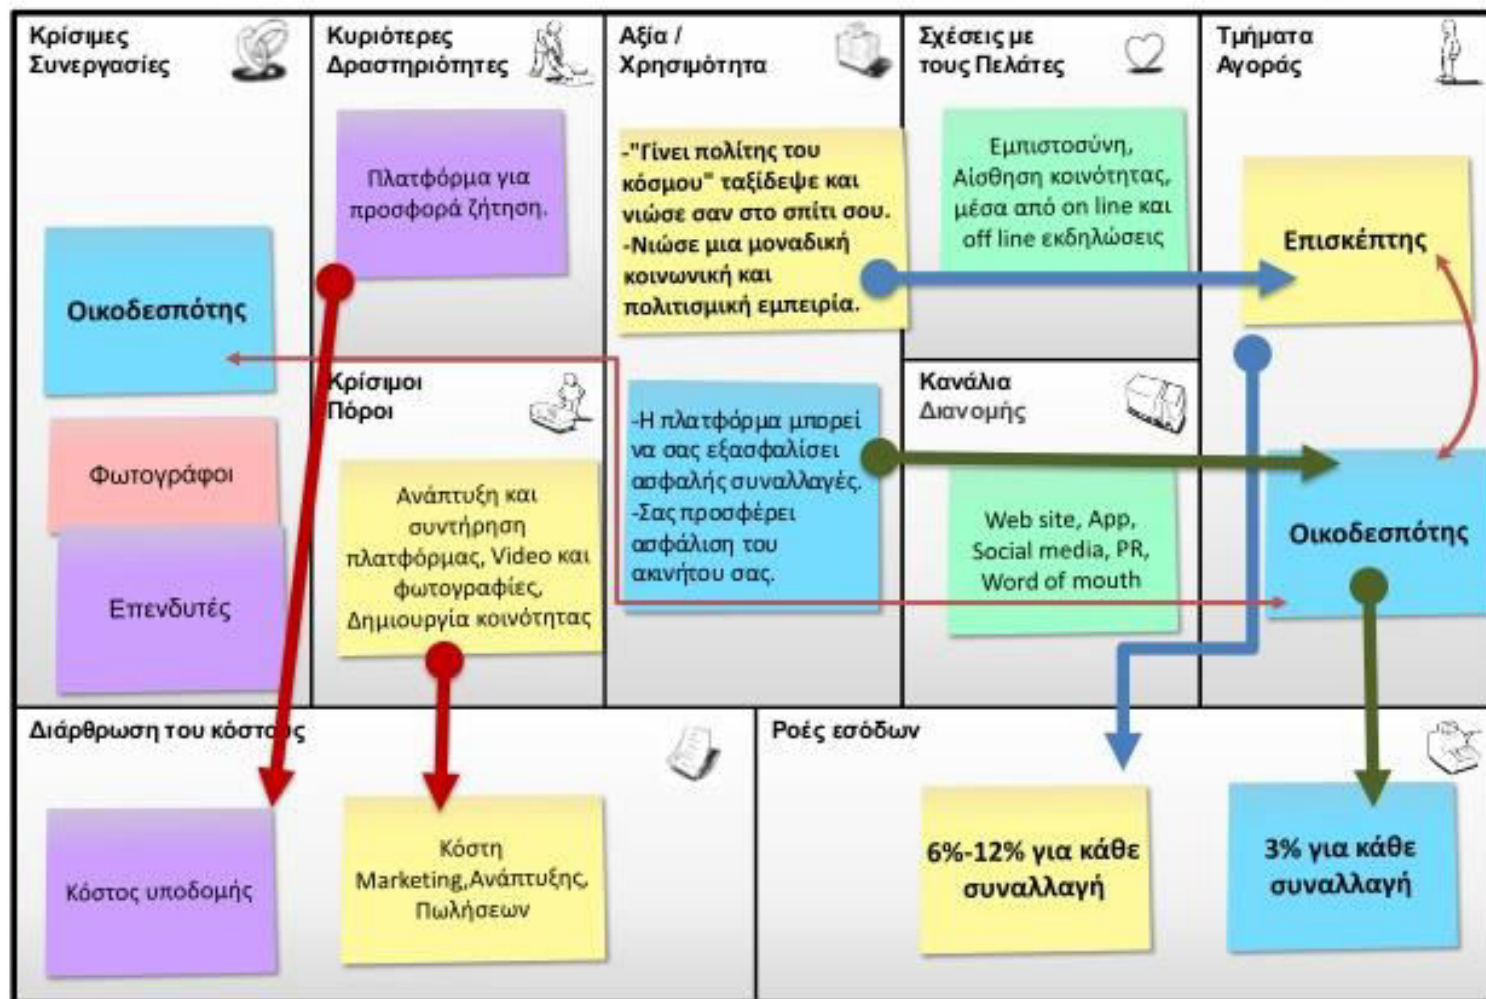 Κρίσιμες
Συνεργασίες
Οικοδεσπότης
Φωτογράφοι
Επενδυτές
Κυριότερες
Δραστηριότητες
Πλατφόρμα για
προσφορά ζήτηση.
Κρίσιμοι
Πόροι
Ανάπτυξη και
συντήρηση
πλατφόρμας, Video και
φωτογραφίες,
Δημιουργία κοινότητας
Αξία /
Χρησιμότητα
-"Γίνει πολίτης του
κόσμου" ταξίδεψε και
νιώσε σαν στο σπίτι σου.
-Νιώσε μια μοναδική
κοινωνική και
πολιτισμική εμπειρία.
-Η πλατφόρμα μπορεί
να σας εξασφαλίσει
ασφαλής συναλλαγές.
-Σας προσφέρει
ασφάλιση του
ακινήτου σας.
Σχέσεις με
τους Πελάτες
Εμπιστοσύνη,
Αίσθηση κοινότητας,
μέσα από on line και
off line εκδηλώσεις
Κανάλια
Διανομής
Web site, App,
Social media, PR,
Word of mouth
Τμήματα
Αγοράς
Επισκέπτης
Οικοδεσπότης
Διάρθρωση του κόστους
Κόστος υποδομής
Κόστη
Marketing,Ανάπτυξης,
Πωλήσεων
Ροές εσόδων
6%-12% για κάθε
συναλλαγή
3% για κάθε
συναλλαγή